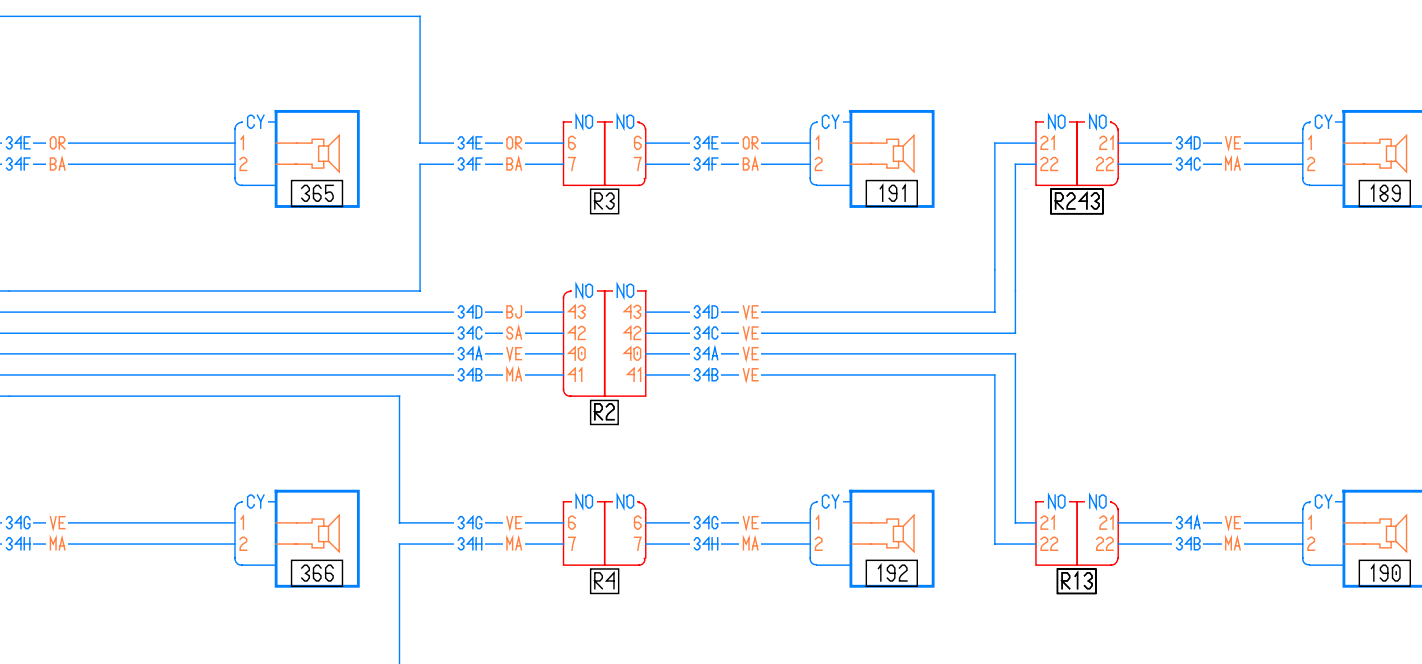 CY NO NO CY NO NO CY
34E OR 1 34E OR 6 6 34E OR 1 21 21 34D VE 1
34F BA 2 34F BA 7 7 34F BA 2 22 22 34C MA 2
365 R3 191 R243 189
NO NO
34D BJ 43 43 34D VE
34C SA 42 42 34C VE
34A VE 40 40 34A VE
34B MA 41 41 34B VE
R2
CY NO NO CY NO NO CY
34G VE 1 34G VE 6 6 34G VE 1 21 21 34A VE 1
34H MA 2 34H MA 7 7 34H MA 2 22 22 34B MA 2
366 R4 192 R13 190